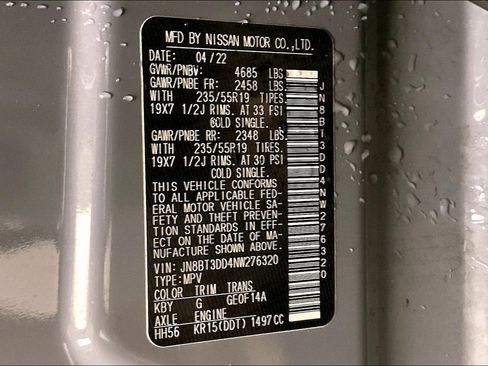 MFD BY NISSAN MOTOR CO.,LTD.
DATE: 04/22
GVWR/PNBV: 4685 LBS
GAWR/PNBE FR: 2458 LBS.
WITH 235/55R19 TIRES.
19X7 1/2J RIMS. AT 33 PSI
COLD SINGLE.
GAWR/PNBE RR: 2348 LBS.
WITH 235/55R19 TIRES.
19X7 1/2J RIMS. AT 30 PSI
COLD SINGLE.
THIS VEHICLE CONFORMS
TO ALL APPLICABLE FED-
ERAL MOTOR VEHICLE SA-
FETY AND THEFT PREVEN-
TION STANDARDS IN EFF-
ECT ON THE DATE OF MA-
NUFACTURE SHOWN ABOVE.
VIN: JN8BT3DD4NW276320
TYPE: MPV
COLOR TRIM TRANS
KBY G GE0F14A
AXLE ENGINE
HH56 KR15(DDT) 1497CC
JN8BT3DD4NW276320